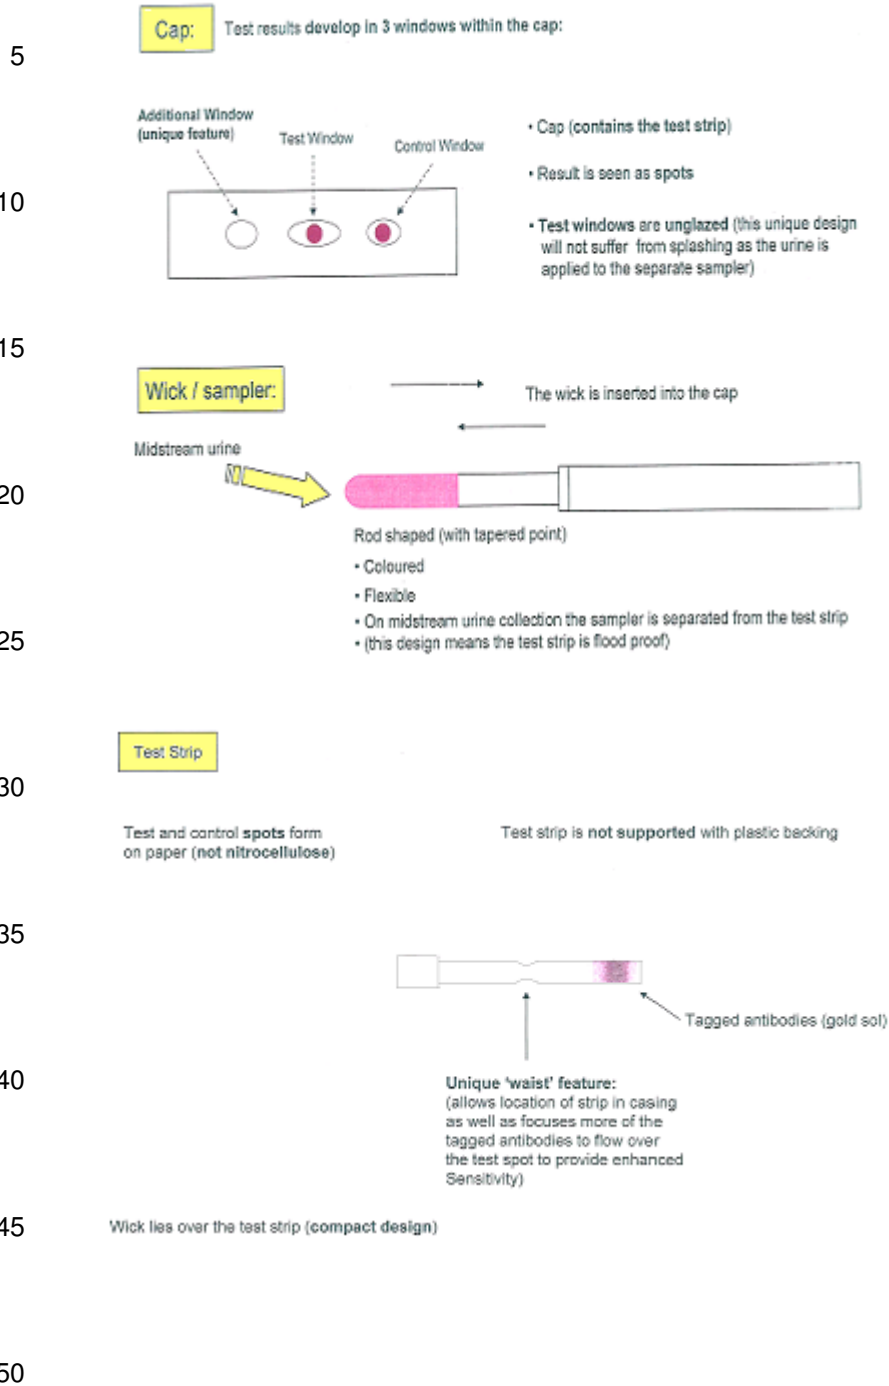 5
Cap:
Test results develop in 3 windows within the cap:
Additional Window
(unique feature)
Test Window
Control Window
• Cap (contains the test strip)
• Result is seen as spots
10
• Test windows are unglazed (this unique design
will not suffer from splashing as the urine is
applied to the separate sampler)
15
Wick / sampler:
The wick is inserted into the cap
Midstream urine
20
Rod shaped (with tapered point)
• Coloured
• Flexible
• On midstream urine collection the sampler is separated from the test strip
25
• (this design means the test strip is flood proof)
Test Strip
30
Test and control spots form
on paper (not nitrocellulose)
Test strip is not supported with plastic backing
35
Tagged antibodies (gold sol)
40
Unique 'waist' feature:
(allows location of strip in casing
as well as focuses more of the
tagged antibodies to flow over
the test spot to provide enhanced
Sensitivity)
45
Wick lies over the test strip (compact design)
50